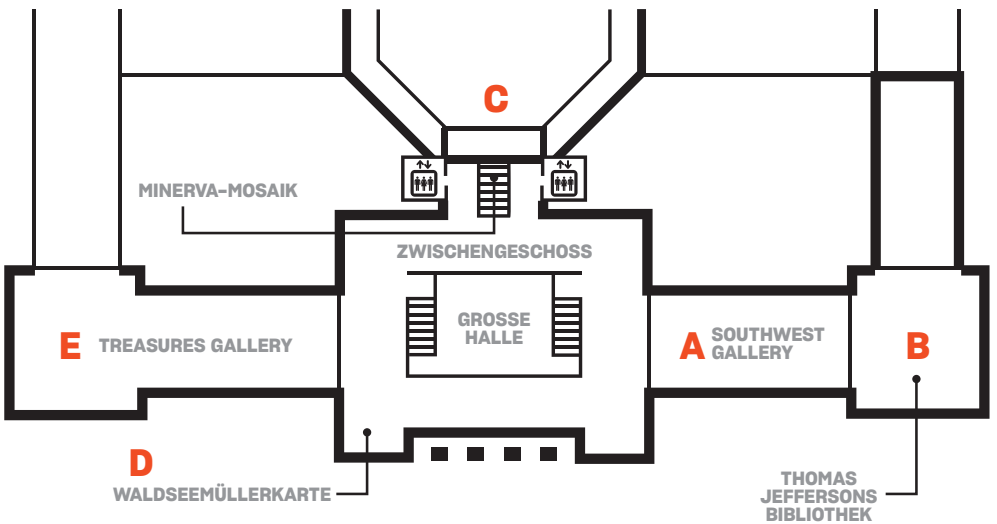 C
MINERVA-MOSAIK
ZWISCHENGESCHOSS
GROSSE
HALLE
E TREASURES GALLERY
A SOUTHWEST
GALLERY
B
D
WALDSEEMÜLLERKARTE
THOMAS
JEFFERSONS
BIBLIOTHEK